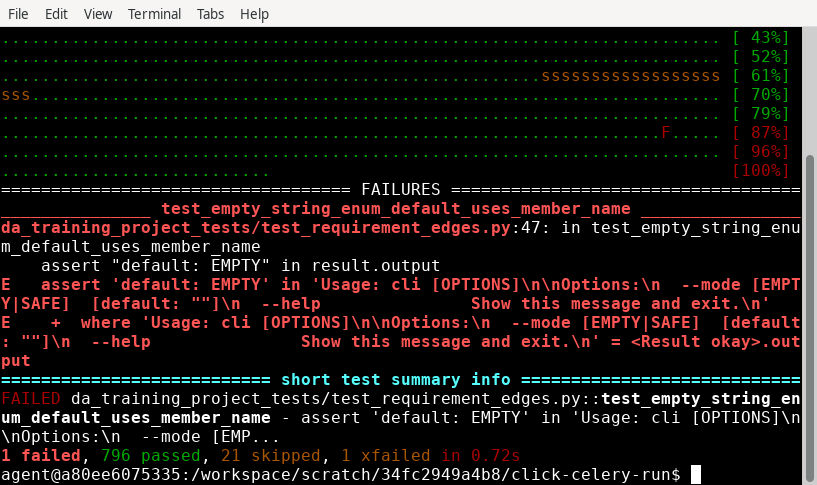 File Edit View Terminal Tabs Help
........................................................................ [ 43%]
........................................................................ [ 52%]
......................................................ssssssssssssssssss [ 61%]
sss..................................................................... [ 70%]
........................................................................ [ 79%]
..................................................................F..... [ 87%]
........................................................................ [ 96%]
........................... [100%]
=================================== FAILURES ===================================
_______________ test_empty_string_enum_default_uses_member_name ________________
da_training_project_tests/test_requirement_edges.py:47: in test_empty_string_enu
m_default_uses_member_name
assert "default: EMPTY" in result.output
E   assert 'default: EMPTY' in 'Usage: cli [OPTIONS]\n\nOptions:\n  --mode [EMPT
Y|SAFE]  [default: ""]\n  --help               Show this message and exit.\n'
E    +  where 'Usage: cli [OPTIONS]\n\nOptions:\n  --mode [EMPTY|SAFE]  [default
: ""]\n  --help               Show this message and exit.\n' = <Result okay>.out
put
=========================== short test summary info ============================
FAILED da_training_project_tests/test_requirement_edges.py::test_empty_string_en
um_default_uses_member_name - assert 'default: EMPTY' in 'Usage: cli [OPTIONS]\n
\nOptions:\n  --mode [EMP...
1 failed, 796 passed, 21 skipped, 1 xfailed in 0.72s
agent@a80ee6075335:/workspace/scratch/34fc2949a4b8/click-celery-run$